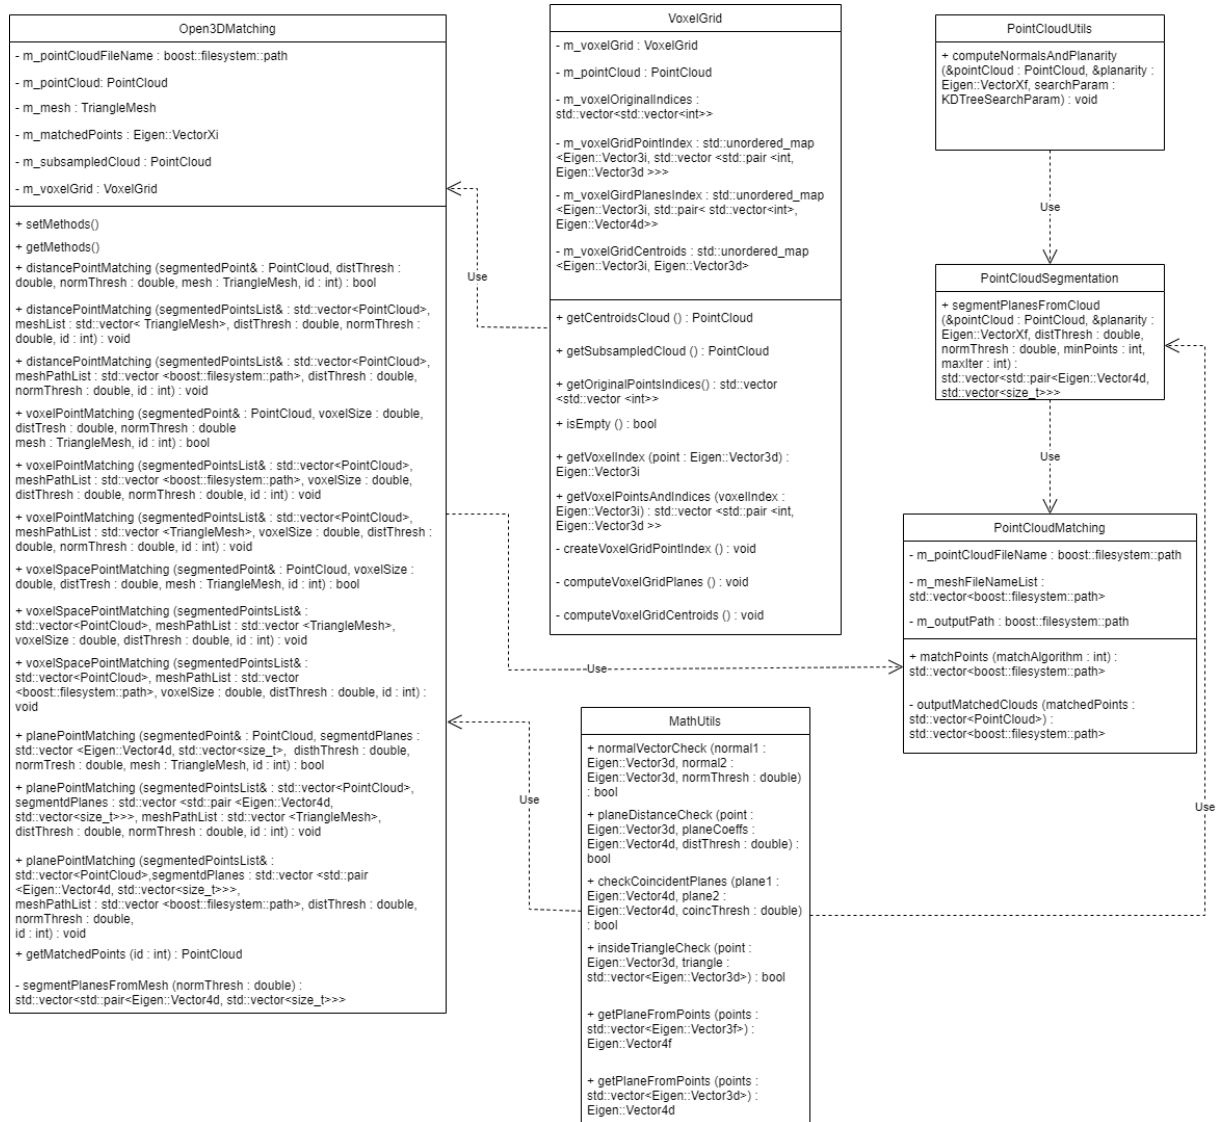 Open3DMatching
- m_pointCloudFileName : boost::filesystem::path
- m_pointCloud: PointCloud
- m_mesh : TriangleMesh
- m_matchedPoints : Eigen::VectorXi
- m_subsampledCloud : PointCloud
- m_voxelGrid : VoxelGrid
+ setMethods()
+ getMethods()
+ distancePointMatching (segmentedPoint& : PointCloud, distThresh :
double, normThresh : double, mesh : TriangleMesh, id : int) : bool
+ distancePointMatching (segmentedPointsList& : std::vector<PointCloud>,
meshList : std::vector< TriangleMesh>, distThresh : double, normThresh :
double, id : int) : void
+ distancePointMatching (segmentedPointsList& : std::vector<PointCloud>,
meshPathList : std::vector <boost::filesystem::path>, distThresh : double,
normThresh : double, id : int) : void
+ voxelPointMatching (segmentedPoint& : PointCloud, voxelSize : double,
distTresh : double, normThresh : double
mesh : TriangleMesh, id : int) : bool
+ voxelPointMatching (segmentedPointsList& : std::vector<PointCloud>,
meshPathList : std::vector <boost::filesystem::path>, voxelSize : double,
distThresh : double, normThresh : double, id : int) : void
+ voxelPointMatching (segmentedPointsList& : std::vector<PointCloud>,
meshPathList : std::vector <TriangleMesh>, voxelSize : double, distThresh :
double, normThresh : double, id : int) : void
+ voxelSpacePointMatching (segmentedPoint& : PointCloud, voxelSize :
double, distTresh : double, mesh : TriangleMesh, id : int) : bool
+ voxelSpacePointMatching (segmentedPointsList& :
std::vector<PointCloud>, meshPathList : std::vector <TriangleMesh>,
voxelSize : double, distThresh : double, id : int) : void
+ voxelSpacePointMatching (segmentedPointsList& :
std::vector<PointCloud>, meshPathList : std::vector
<boost::filesystem::path>, voxelSize : double, distThresh : double, id : int) :
void
+ planePointMatching (segmentedPoint& : PointCloud, segmentdPlanes :
std::vector <Eigen::Vector4d, std::vector<size_t>, disthThresh : double,
normTresh : double, mesh : TriangleMesh, id : int) : bool
+ planePointMatching (segmentedPointsList& : std::vector<PointCloud>,
segmentdPlanes : std::vector <std::pair <Eigen::Vector4d,
std::vector<size_t>>>, meshPathList : std::vector <TriangleMesh>,
distThresh : double, normThresh : double, id : int) : void
+ planePointMatching (segmentedPointsList& :
std::vector<PointCloud>,segmentdPlanes : std::vector <std::pair
<Eigen::Vector4d, std::vector<size_t>>>,
meshPathList : std::vector <boost::filesystem::path>, distThresh : double,
normThresh : double,
id : int) : void
+ getMatchedPoints (id : int) : PointCloud
- segmentPlanesFromMesh (normThresh : double) :
std::vector<std::pair<Eigen::Vector4d, std::vector<size_t>>>
Use
Use
Use
VoxelGrid
- m_voxelGrid : VoxelGrid
- m_pointCloud : PointCloud
- m_voxelOriginalIndices :
std::vector<std::vector<int>>
- m_voxelGridPointIndex : std::unordered_map
<Eigen::Vector3i, std::vector <std::pair <int,
Eigen::Vector3d >>>
- m_voxelGirdPlanesIndex : std::unordered_map
<Eigen::Vector3i, std::pair< std::vector<int>,
Eigen::Vector4d>>
- m_voxelGridCentroids : std::unordered_map
<Eigen::Vector3i, Eigen::Vector3d>
+ getCentroidsCloud () : PointCloud
+ getSubsampledCloud () : PointCloud
+ getOriginalPointsIndices() : std::vector
<std::vector <int>>
+ isEmpty () : bool
+ getVoxelIndex (point : Eigen::Vector3d) :
Eigen::Vector3i
+ getVoxelPointsAndIndices (voxelIndex :
Eigen::Vector3i) : std::vector <std::pair <int,
Eigen::Vector3d >>
- createVoxelGridPointIndex () : void
- computeVoxelGridPlanes () : void
- computeVoxelGridCentroids () : void
MathUtils
+ normalVectorCheck (normal1 :
Eigen::Vector3d, normal2 :
Eigen::Vector3d, normThresh : double)
: bool
+ planeDistanceCheck (point :
Eigen::Vector3d, planeCoeffs :
Eigen::Vector4d, distThresh : double) :
bool
+ checkCoincidentPlanes (plane1 :
Eigen::Vector4d, plane2 :
Eigen::Vector4d, coincThresh : double)
: bool
+ insideTriangleCheck (point :
Eigen::Vector3d, triangle :
std::vector<Eigen::Vector3d>) : bool
+ getPlaneFromPoints (points :
std::vector<Eigen::Vector3f>) :
Eigen::Vector4f
+ getPlaneFromPoints (points :
std::vector<Eigen::Vector3d>) :
Eigen::Vector4d
PointCloudUtils
+ computeNormalsAndPlanarity
(&pointCloud : PointCloud, &planarity :
Eigen::VectorXf, searchParam :
KDTreeSearchParam) : void
Use
PointCloudSegmentation
+ segmentPlanesFromCloud
(&pointCloud : PointCloud, &planarity :
Eigen::VectorXf, distThresh : double,
normThresh : double, minPoints : int,
maxIter : int) :
std::vector<std::pair<Eigen::Vector4d,
std::vector<size_t>>>
Use
PointCloudMatching
- m_pointCloudFileName : boost::filesystem::path
- m_meshFileNameList :
std::vector<boost::filesystem::path>
- m_outputPath : boost::filesystem::path
+ matchPoints (matchAlgorithm : int) :
std::vector<boost::filesystem::path>
- outputMatchedClouds (matchedPoints :
std::vector<PointCloud>) :
std::vector<boost::filesystem::path>
Use